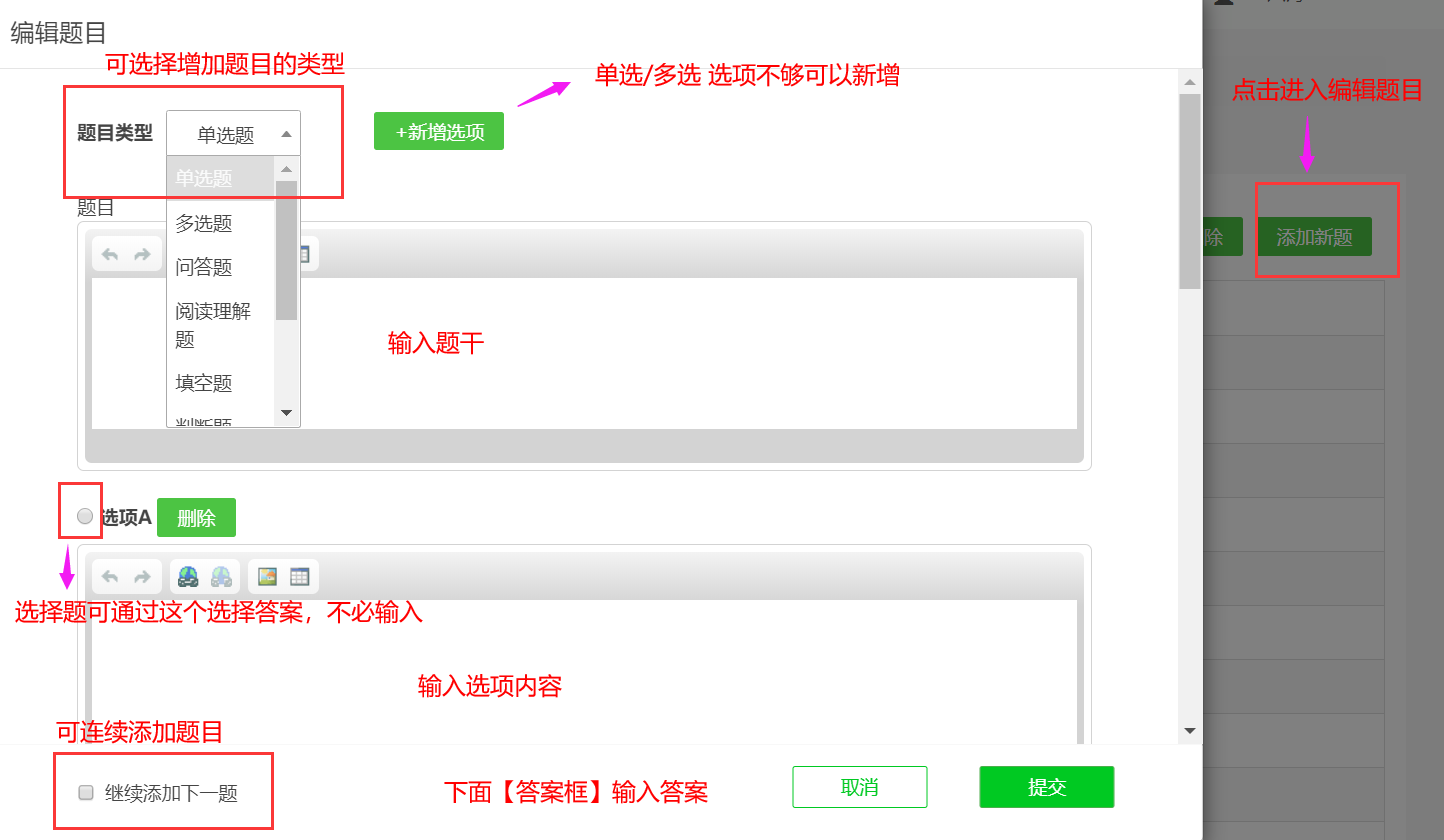 编辑题目
可选择增加题目的类型
单选/多选 选项不够可以新增
点击进入编辑题目
题目类型
单选题
+新增选项
单选题
题目
多选题
除
添加新题
问答题
阅读理解
题
输入题干
填空题
判断题
选项A
删除
选择题可通过这个选择答案，不必输入
输入选项内容
可连续添加题目
继续添加下一题
下面【答案框】输入答案
取消
提交